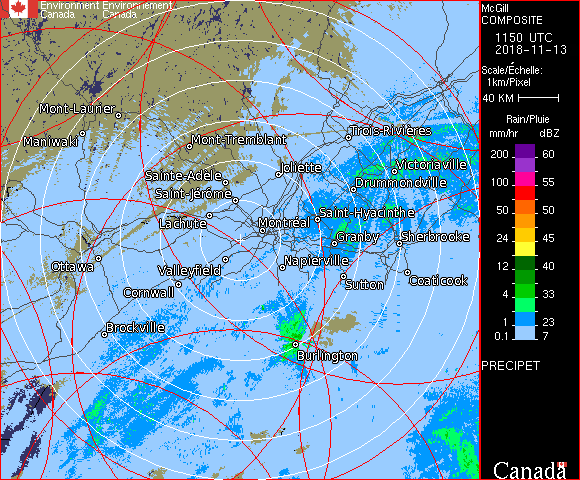 Environment Environnement
Canada Canada
McGill
COMPOSITE
1150 UTC
2018-11-13
Scale/Échelle:
1km/Pixel
40 KM
Rain/Pluie
mm/hr dBZ
200 60
100 55
50 50
24 45
12 40
4 33
1 23
0.1 7
PRECIPET
Canada
Mont-Laurier
Maniwaki
Mont-Tremblant
Trois-Rivières
Joliette
Victoriaville
Sainte-Adèle
Drummondville
Saint-Jérôme
Saint-Hyacinthe
Lachute
Montréal
Granby
Sherbrooke
Ottawa
Valleyfield
Napierville
Coaticook
Sutton
Cornwall
Brockville
Burlington